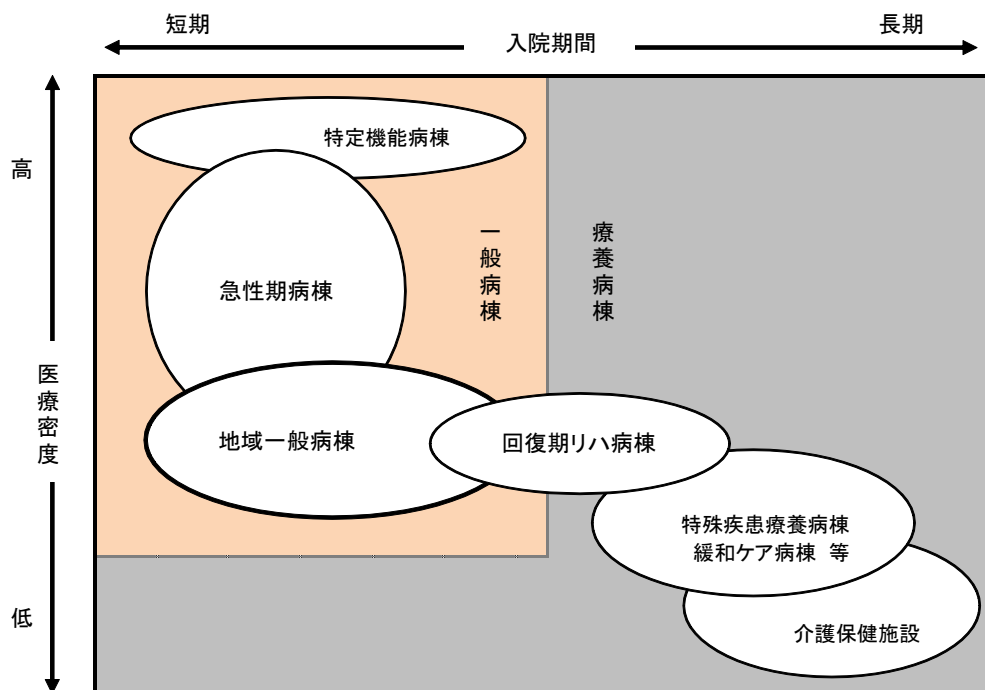 短期
入院期間
長期
高
医療密度
低
特定機能病棟
急性期病棟
一般病棟
療養病棟
地域一般病棟
回復期リハ病棟
特殊疾患療養病棟
緩和ケア病棟 等
介護保健施設